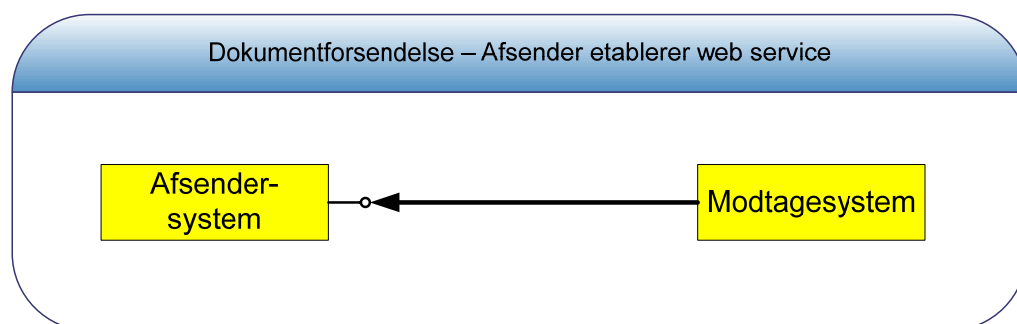 Dokumentforsendelse – Afsender etablerer web service
Afsender-
system
Modtagesystem